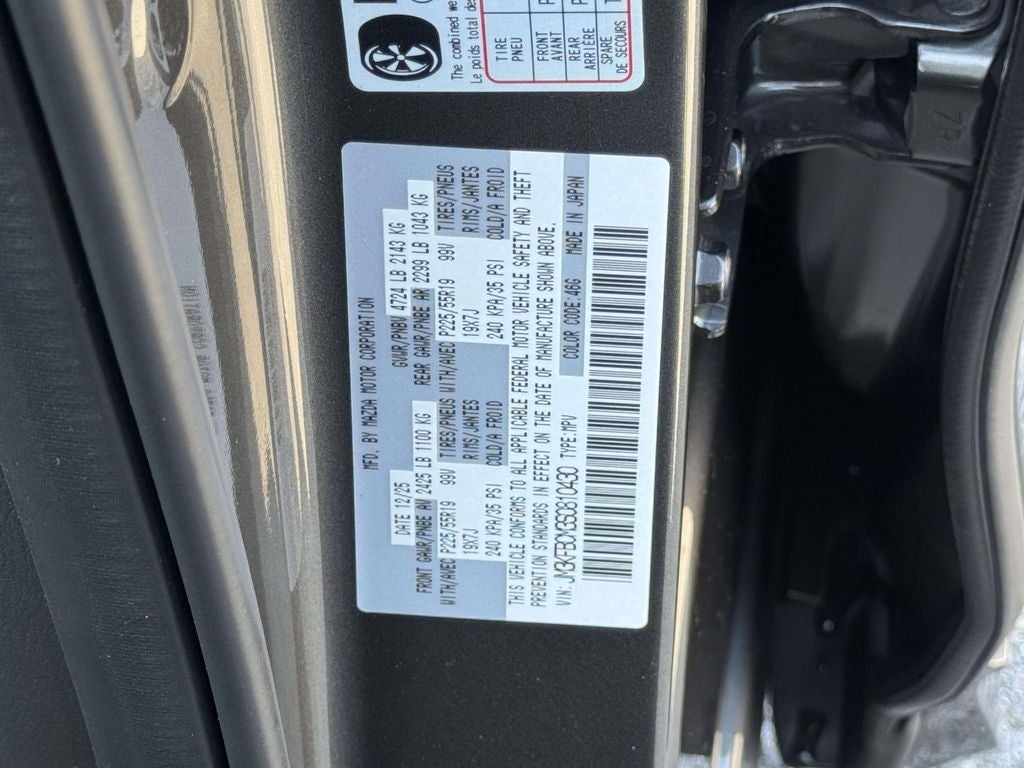 The combined we
Le poids total de
TIRE
PNEU
FRONT
AVANT
REAR
ARRIÈRE
SPARE
DE SECOURS
MFD. BY MAZDA MOTOR CORPORATION
DATE 12/25 GVWR/PNBV 4724 LB 2143 KG
FRONT GAWR/PNBE AV 2425 LB 1100 KG REAR GAWR/PNBE AR 2299 LB 1043 KG
WITH/AVEC P225/55R19 99V TIRES/PNEUS WITH/AVEC P225/55R19 99V TIRES/PNEUS
19X7J RIMS/JANTES 19X7J RIMS/JANTES
240 KPA/35 PSI COLD/A FROID 240 KPA/35 PSI COLD/A FROID
THIS VEHICLE CONFORMS TO ALL APPLICABLE FEDERAL MOTOR VEHICLE SAFETY AND THEFT
PREVENTION STANDARDS IN EFFECT ON THE DATE OF MANUFACTURE SHOWN ABOVE.
VIN: TYPE:MPV COLOR CODE:46G MADE IN JAPAN